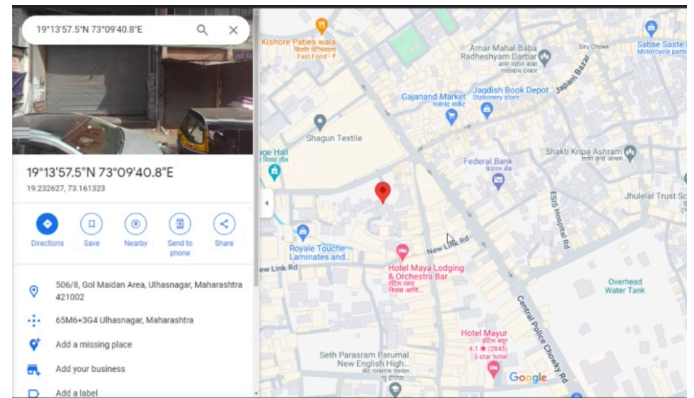 19°13'57.5"N 73°09'40.8"E
19°13'57.5"N 73°09'40.8"E
19.232627, 73.161323
Directions
Save
Nearby
Send to
phone
Share
506/8, Gol Maidan Area, Ulhasnagar, Maharashtra
421002
65M6+3G4 Ulhasnagar, Maharashtra
Add a missing place
Add your business
Add a label
Kishore Paties wala
Fast Food · ₹
Amar Mahal Baba
Radheshyam Darbar
Siru Chowk
Sabse Saste
Motorcycle parts
Japani Bazar
Gajanand Market
Jagdish Book Depot
Stationery store
Shagun Textile
age Hall
Federal Bank
Shakti Kripa Ashram
ESIS Hospital Rd
Jhulelal Trust Sc
Royale Touche
Laminates and...
New Link Rd
ew Link Rd
Hotel Maya Lodging
& Orchestra Bar
Overhead
Water Tank
Central Police Chowky Rd
Hotel Mayur
4.1 ★ (2845)
3-star hotel
Seth Parasram Parumal
New English High...
Google